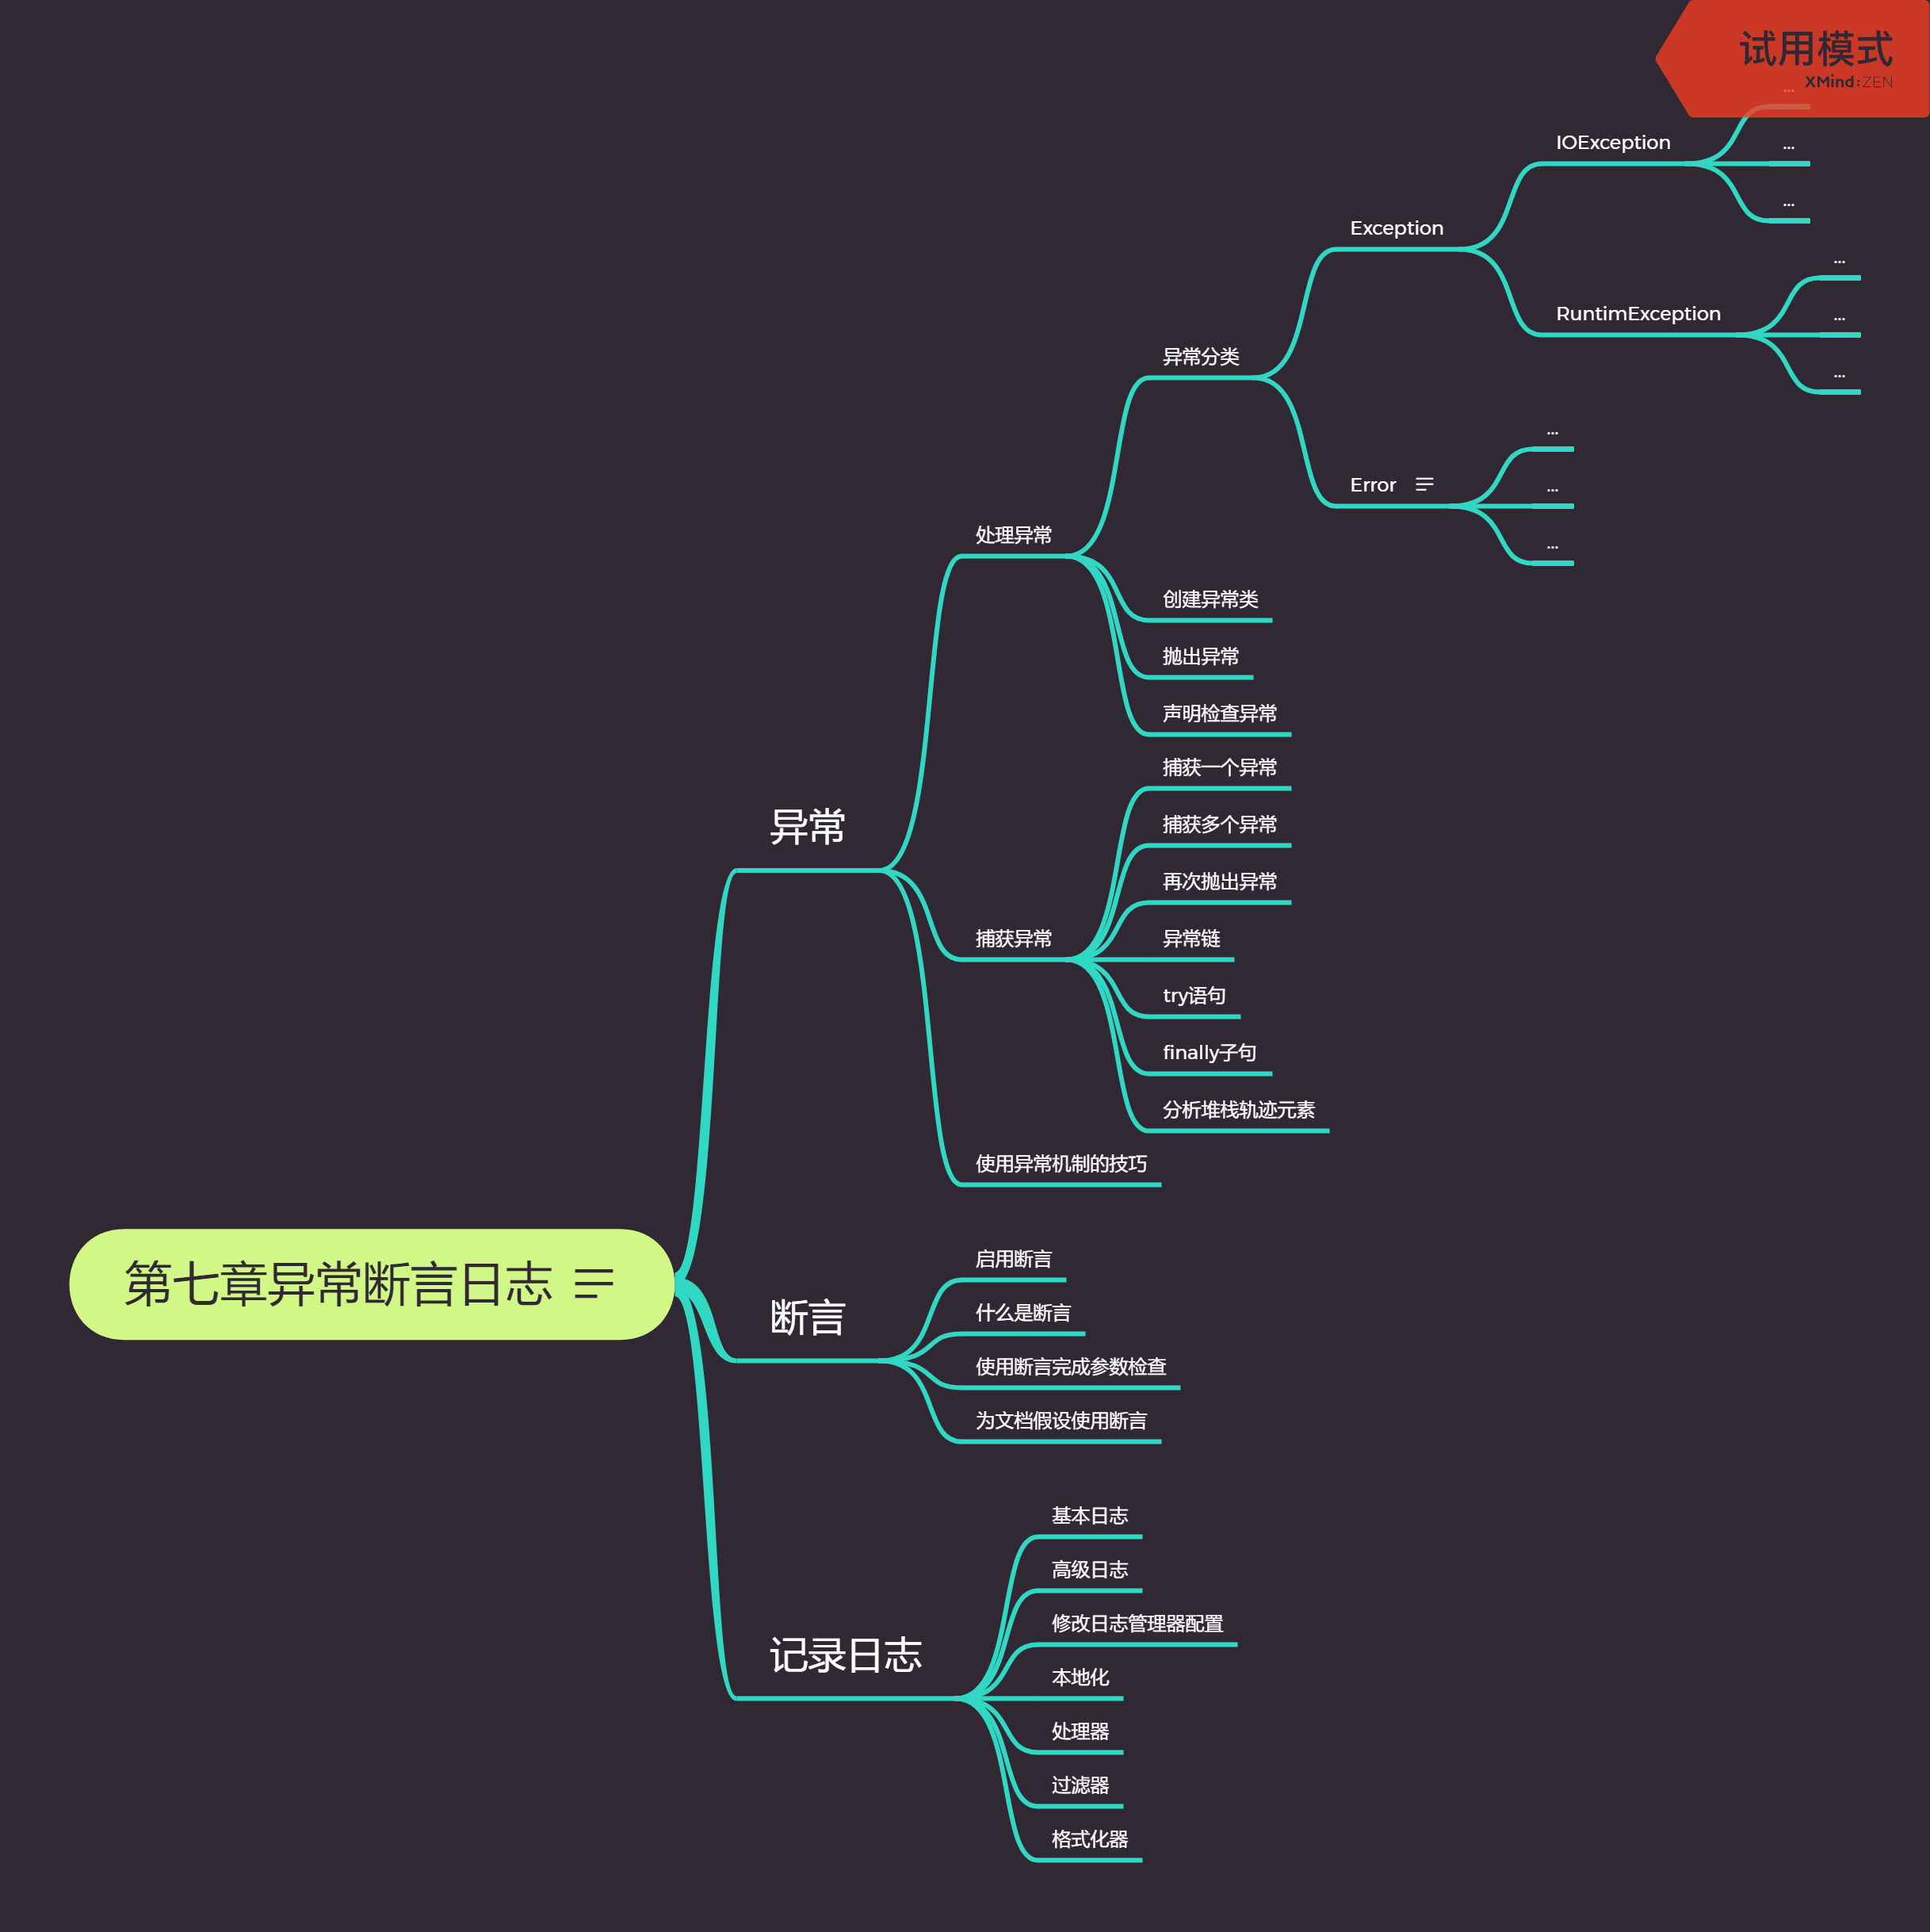 试用模式
XMind:ZEN
...
IOException
...
...
Exception
...
RuntimException
...
...
异常分类
...
Error
...
...
处理异常
创建异常类
抛出异常
声明检查异常
捕获一个异常
异常
捕获多个异常
再次抛出异常
捕获异常
异常链
try语句
finally子句
分析堆栈轨迹元素
使用异常机制的技巧
第七章异常断言日志
启用断言
断言
什么是断言
使用断言完成参数检查
为文档假设使用断言
基本日志
高级日志
修改日志管理器配置
记录日志
本地化
处理器
过滤器
格式化器